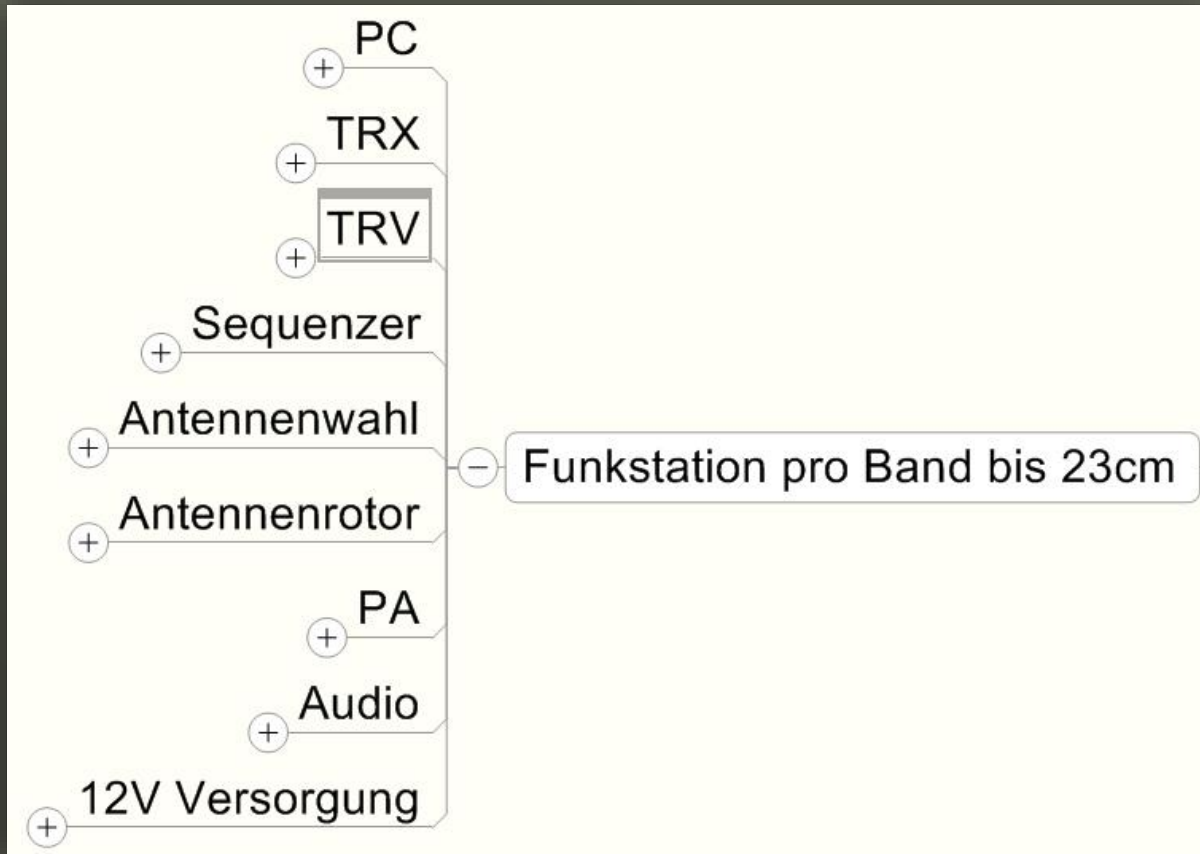 PC
TRX
TRV
Sequenzer
Antennenwahl
Funkstation pro Band bis 23cm
Antennenrotor
PA
Audio
12V Versorgung